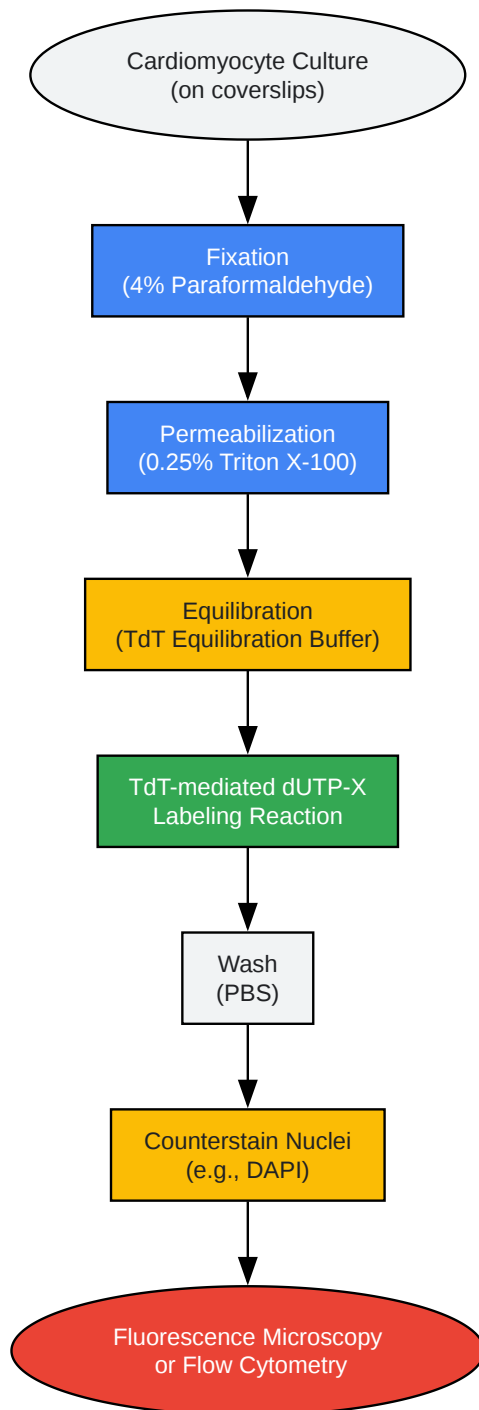 Cardiomyocyte Culture
(on coverslips)
Fixation
(4% Paraformaldehyde)
Permeabilization
(0.25% Triton X-100)
Equilibration
(TdT Equilibration Buffer)
TdT-mediated dUTP-X
Labeling Reaction
Wash
(PBS)
Counterstain Nuclei
(e.g., DAPI)
Fluorescence Microscopy
or Flow Cytometry